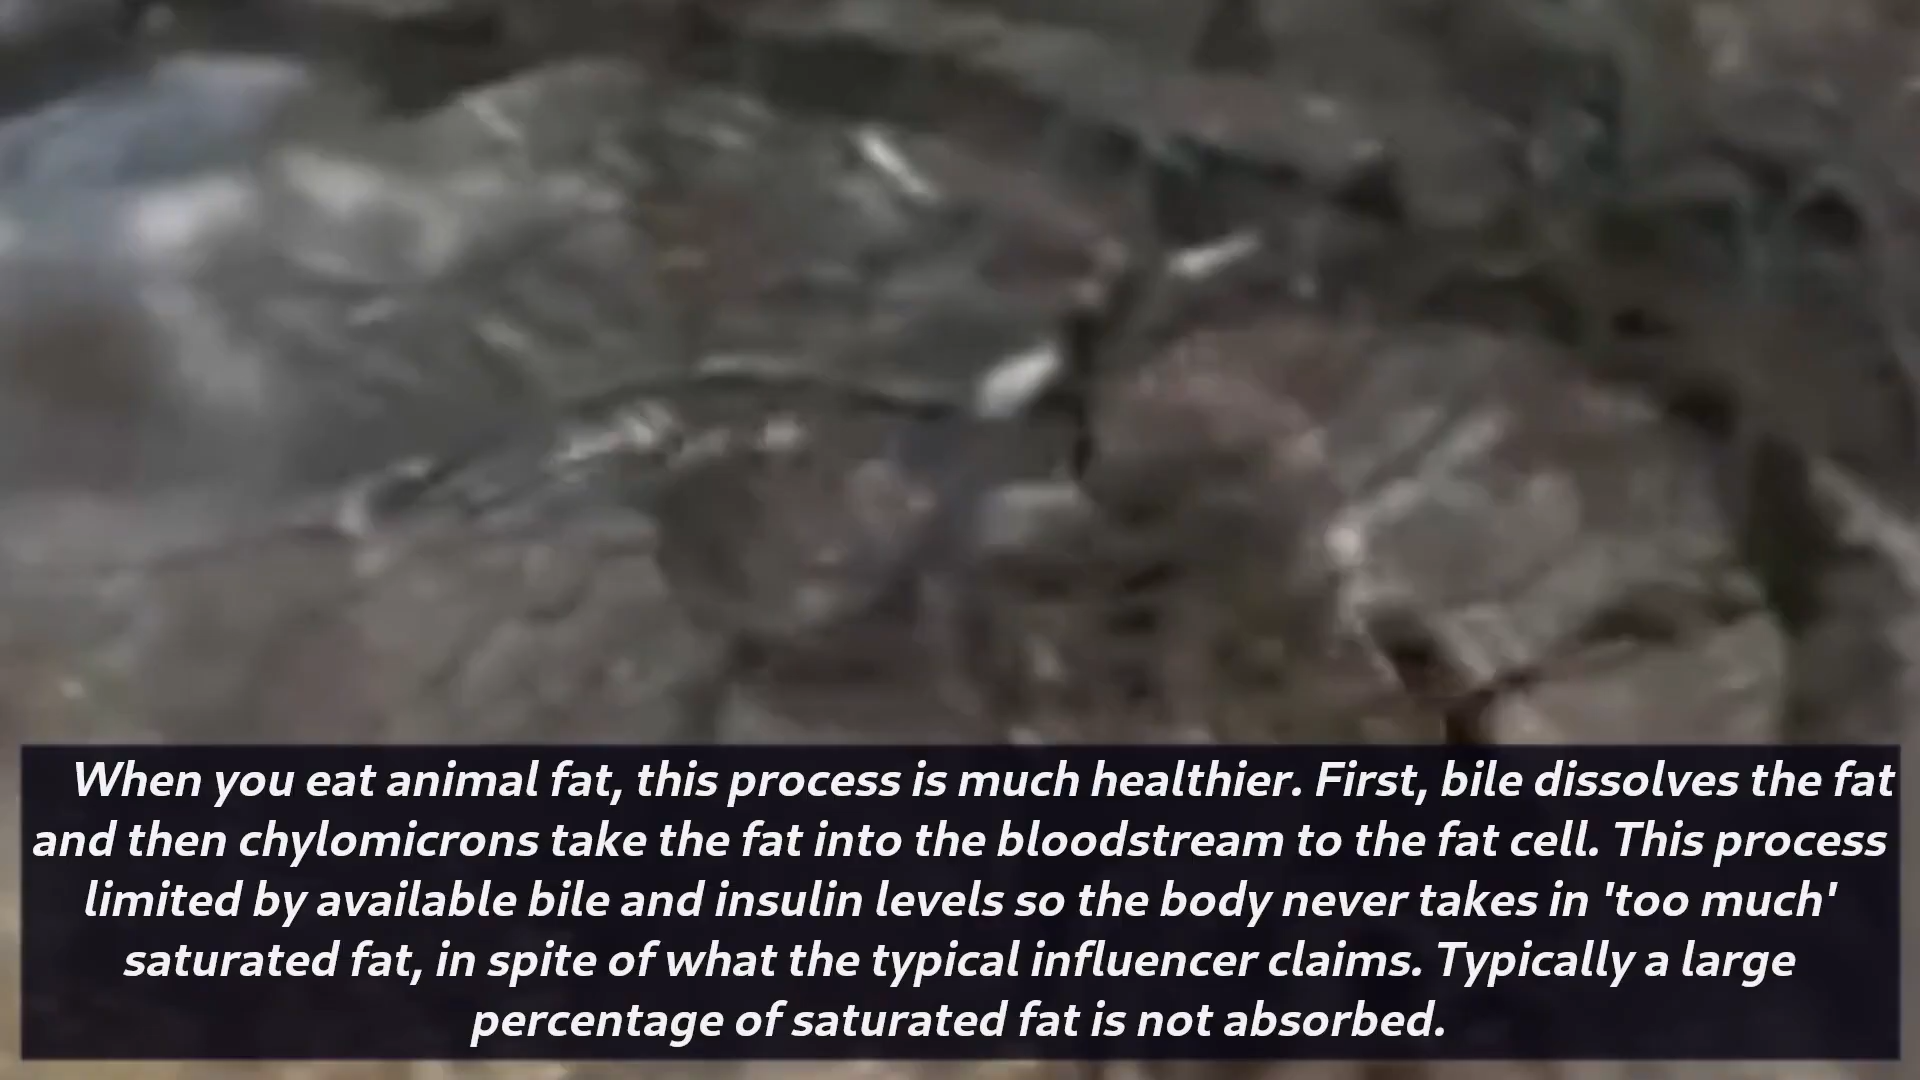 When you eat animal fat, this process is much healthier. First, bile dissolves the fat
and then chylomicrons take the fat into the bloodstream to the fat cell. This process
limited by available bile and insulin levels so the body never takes in 'too much'
saturated fat, in spite of what the typical influencer claims. Typically a large
percentage of saturated fat is not absorbed.